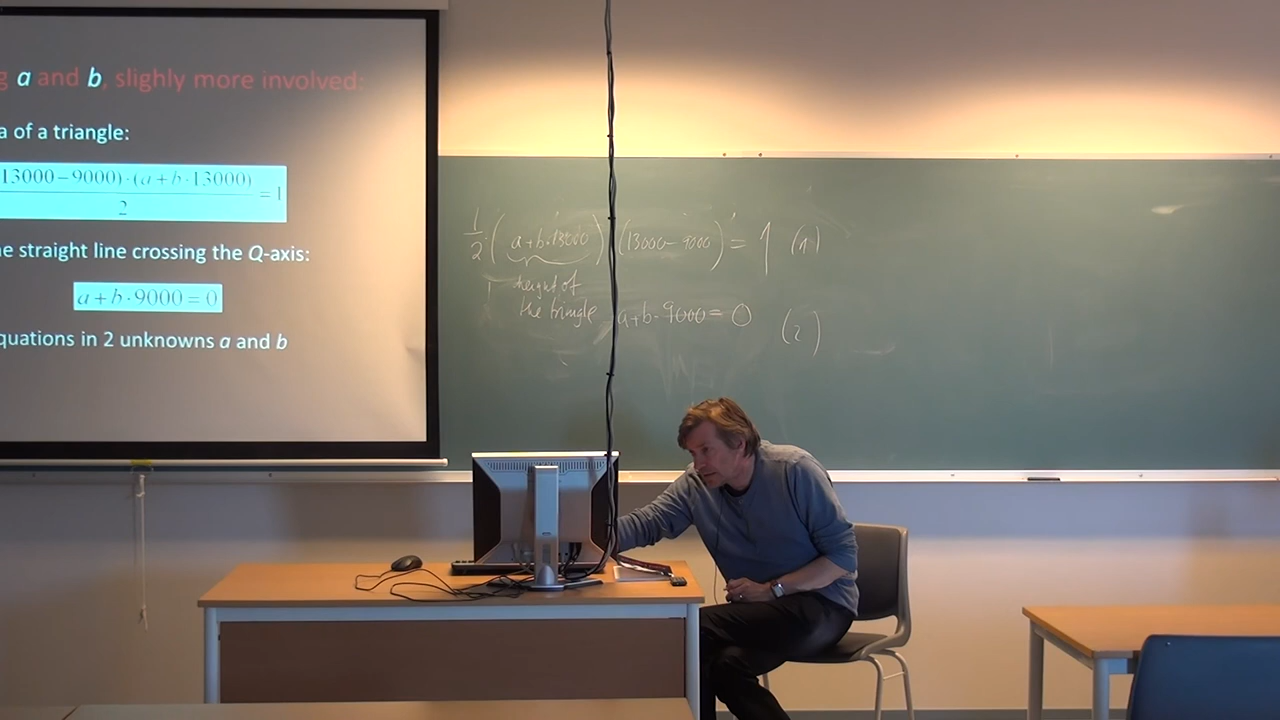 g a and b, slighly more involved:
a of a triangle:
13000−9000)·(a+b·13000)
2
=1
ne straight line crossing the Q-axis:
a+b·9000=0
quations in 2 unknowns a and b
1/2·(a+b·13000)(13000−9000)=1 (1)
height of
the triangle a+b·9000=0 (2)